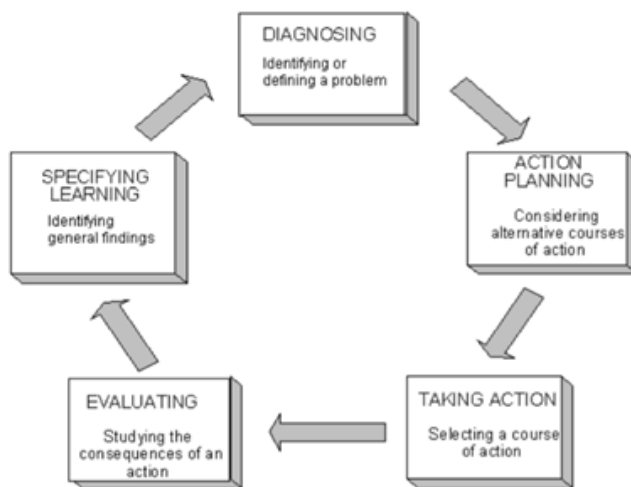 DIAGNOSING
Identifying or
defining a problem
ACTION
PLANNING
Considering
alternative courses
of action
TAKING ACTION
Selecting a course
of action
EVALUATING
Studying the
consequences of an
action
SPECIFYING
LEARNING
Identifying
general findings